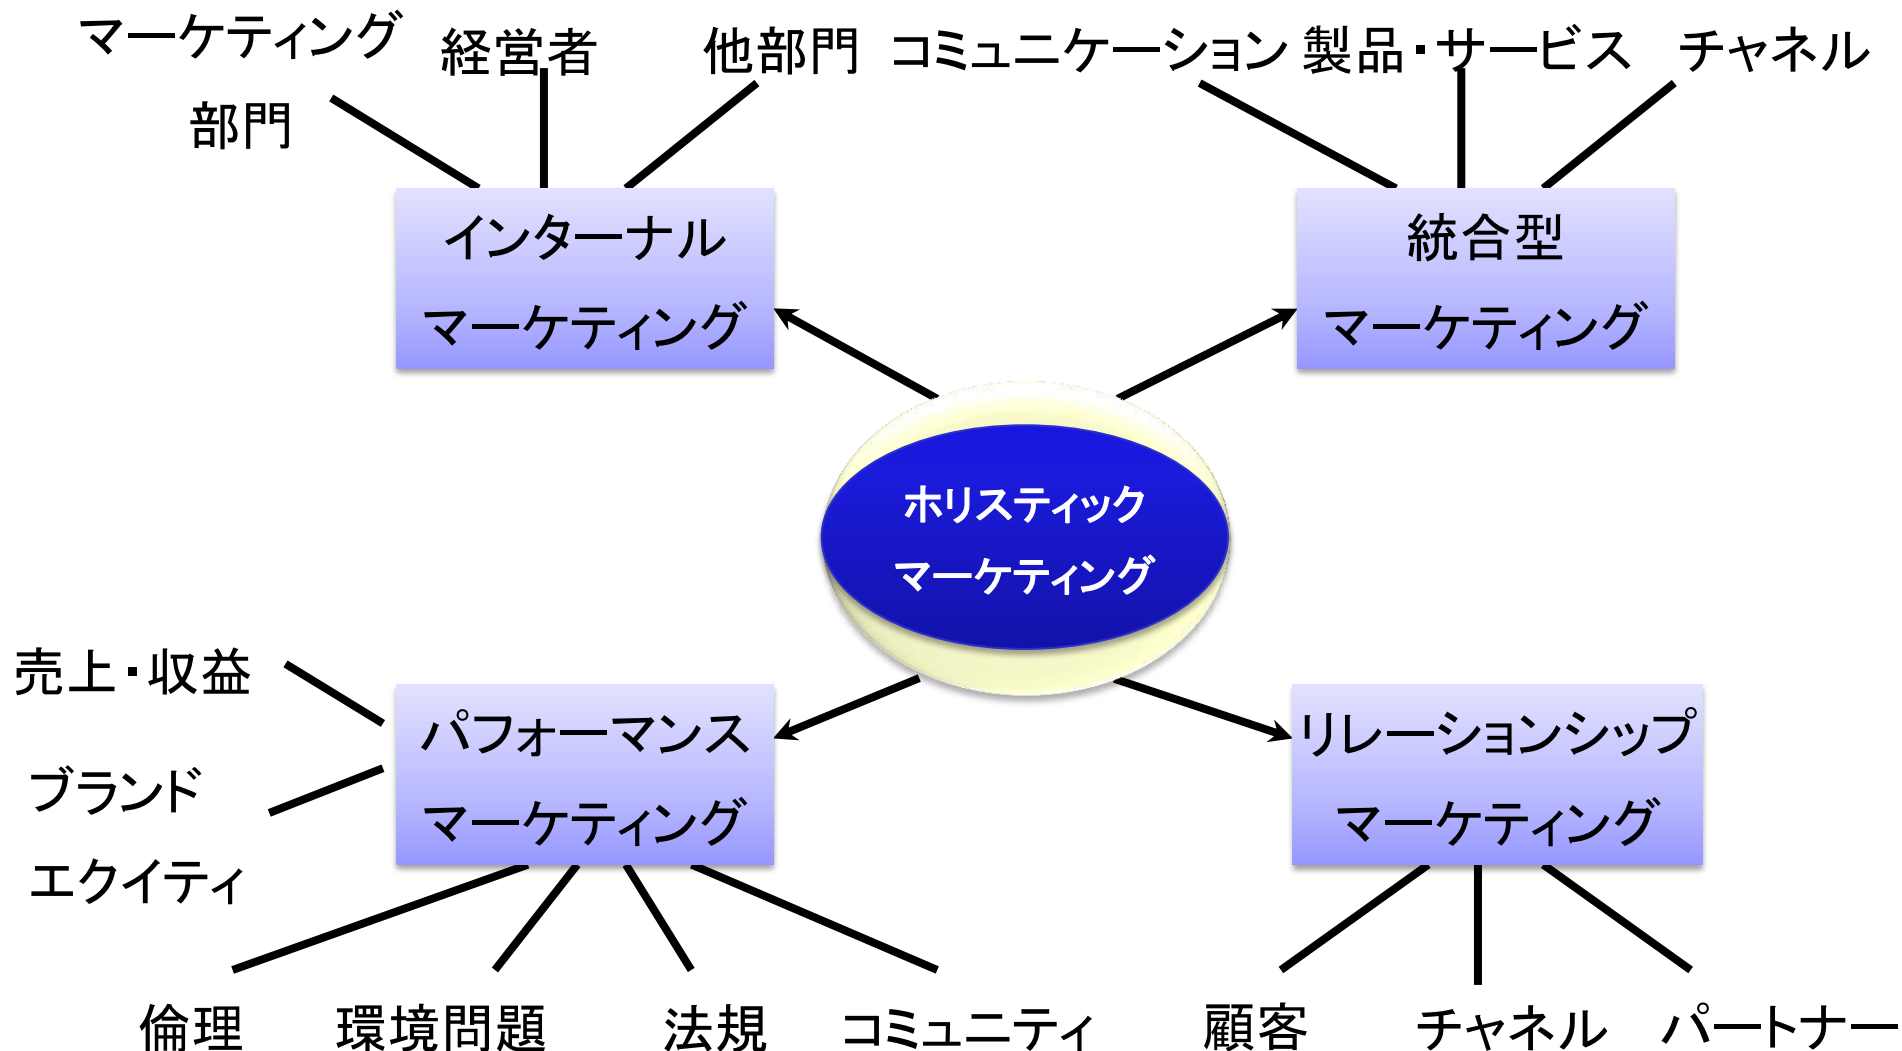 マーケティング
部門
経営者
他部門
コミュニケーション
製品・サービス
チャネル
インターナル
マーケティング
統合型
マーケティング
ホリスティック
マーケティング
売上・収益
ブランド
エクイティ
パフォーマンス
マーケティング
リレーションシップ
マーケティング
倫理
環境問題
法規
コミュニティ
顧客
チャネル
パートナー